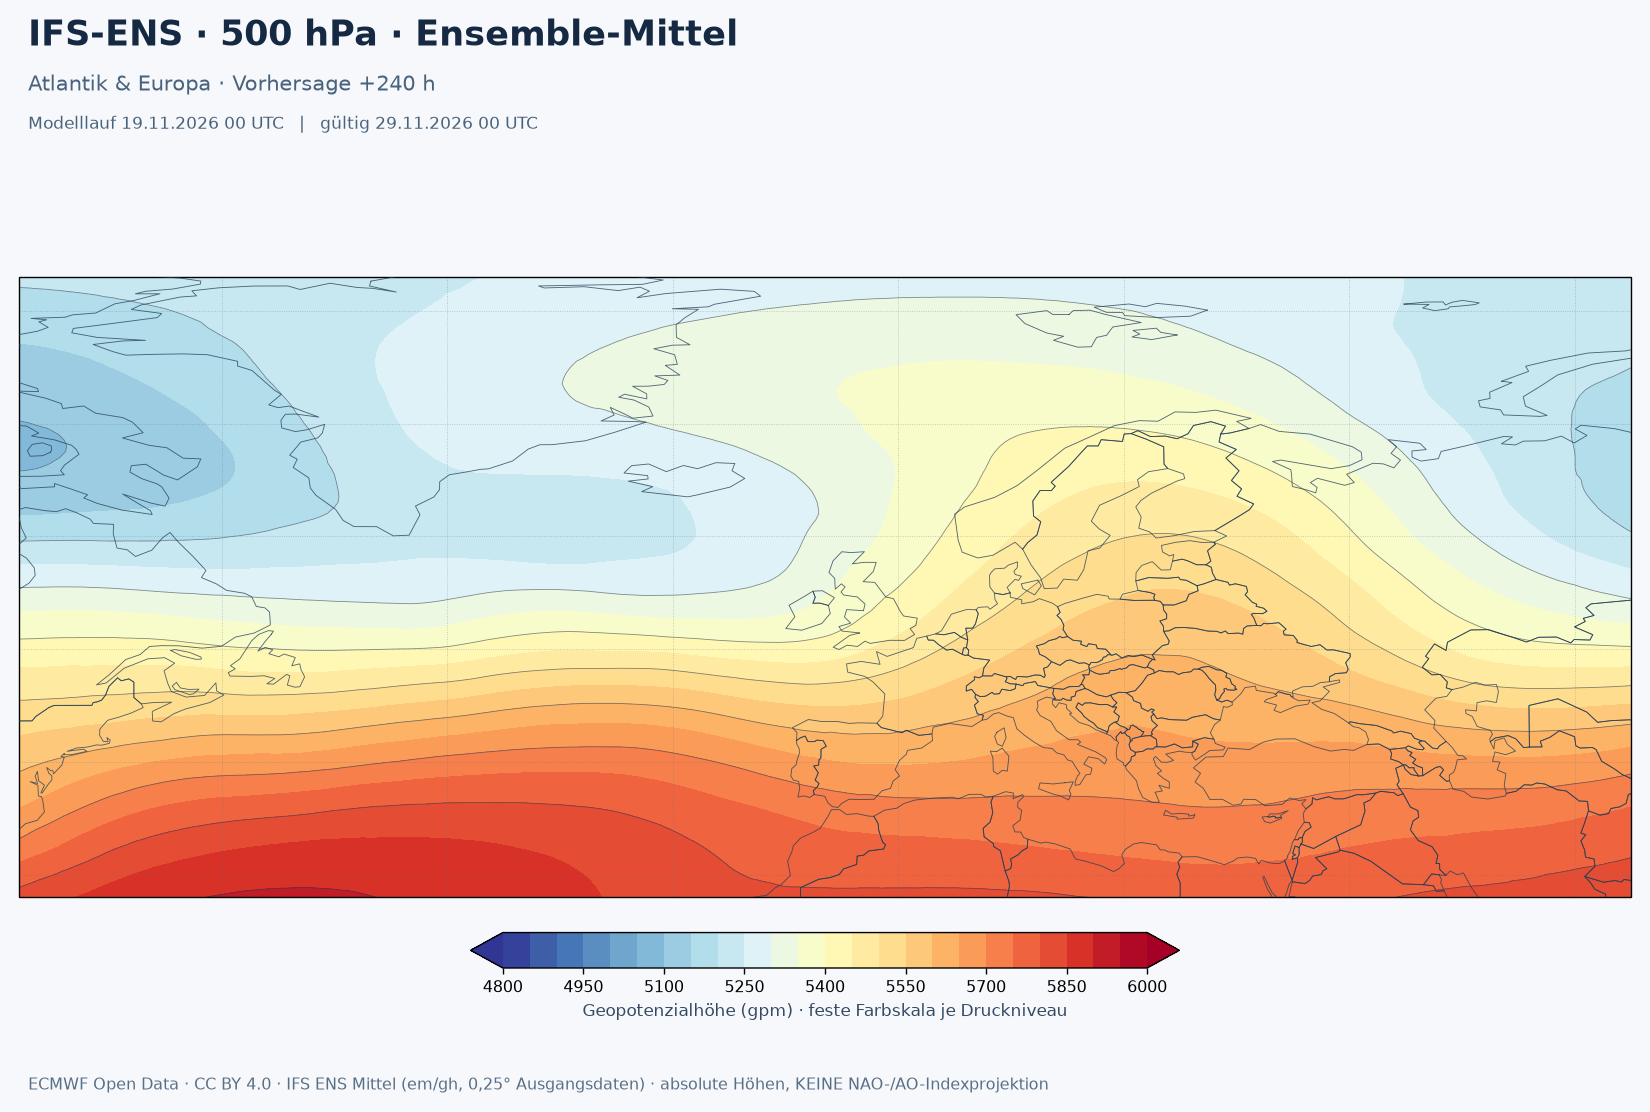 IFS-ENS · 500 hPa · Ensemble-Mittel
Atlantik & Europa · Vorhersage +240 h
Modelllauf 19.11.2026 00 UTC | gültig 29.11.2026 00 UTC
4800 4950 5100 5250 5400 5550 5700 5850 6000
Geopotenzialhöhe (gpm) · feste Farbskala je Druckniveau
ECMWF Open Data · CC BY 4.0 · IFS ENS Mittel (em/gh, 0,25° Ausgangsdaten) · absolute Höhen, KEINE NAO-/AO-Indexprojektion